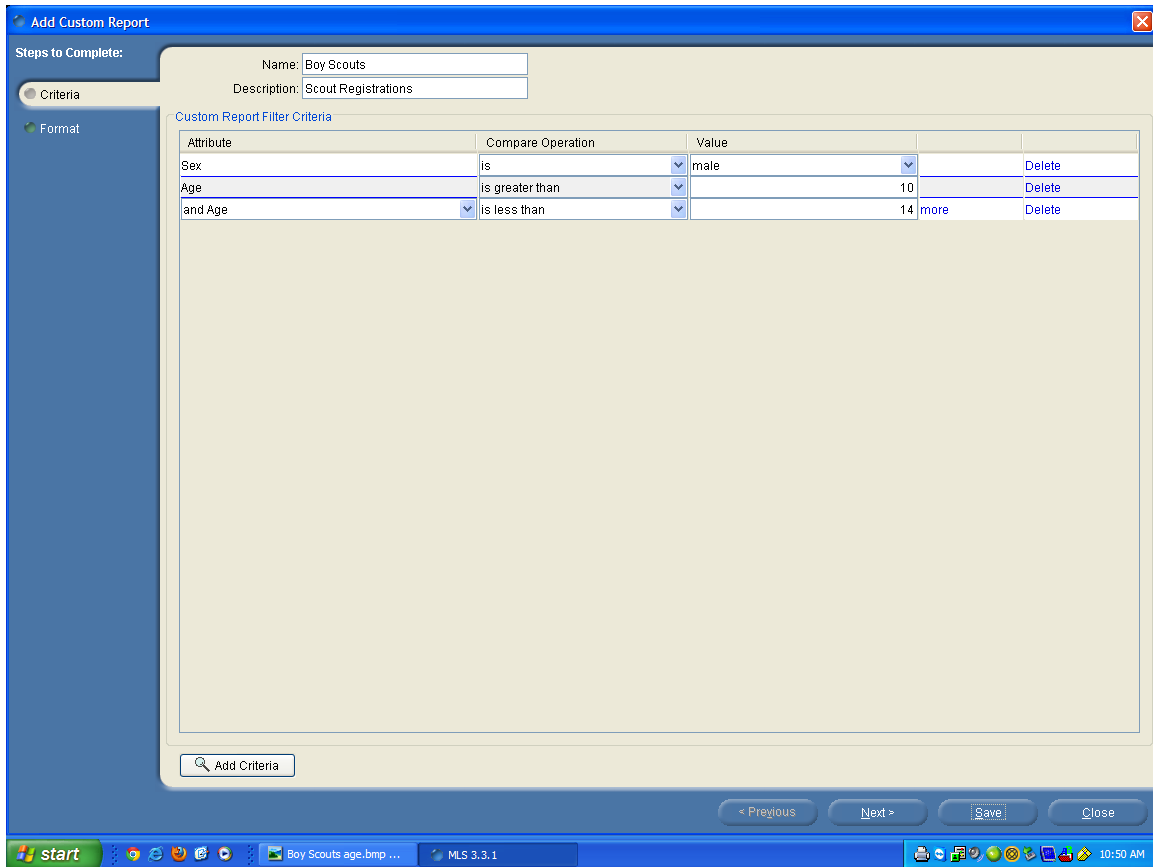 Add Custom Report
Steps to Complete:
Criteria
Format
Name: Boy Scouts
Description: Scout Registrations
Custom Report Filter Criteria
Attribute Compare Operation Value
Sex is male Delete
Age is greater than 10 Delete
and Age is less than 14 more Delete
Add Criteria
< Previous Next > Save Close
start Boy Scouts age.bmp ... MLS 3.3.1 10:50 AM